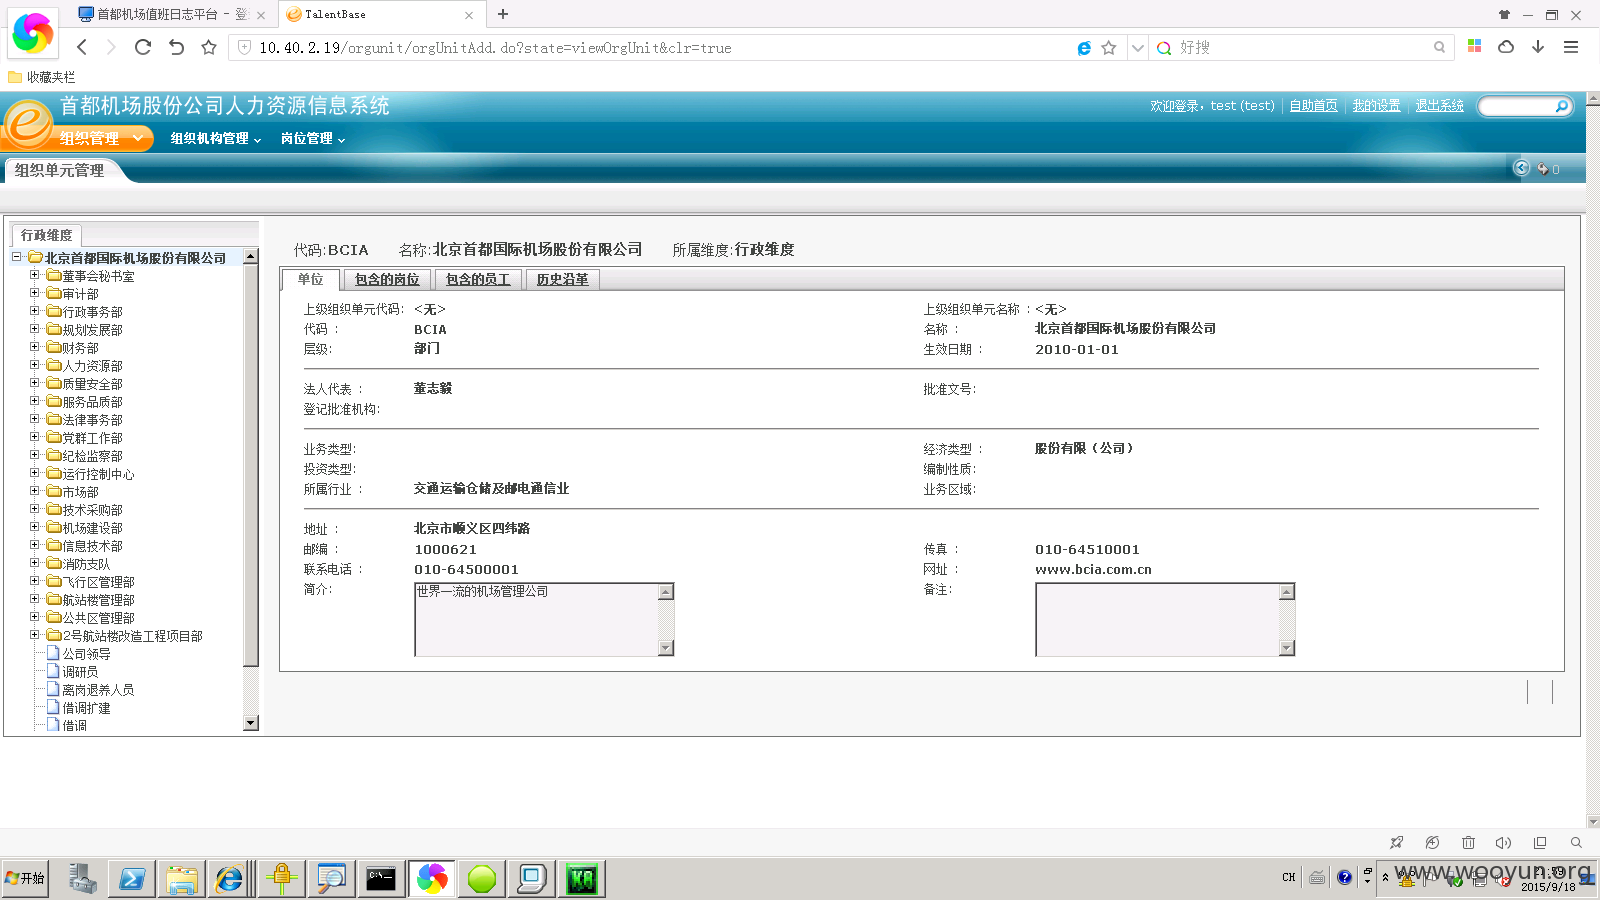 首都机场值班日志平台 - 登
TalentBase
10.40.2.19/orgunit/orgUnitAdd.do?state=viewOrgUnit&clr=true
好搜
收藏夹栏
首都机场股份公司人力资源信息系统
欢迎登录，test (test) 自助首页 我的设置 退出系统
组织管理 组织机构管理 岗位管理
组织单元管理
0
行政维度
北京首都国际机场股份有限公司
董事会秘书室
审计部
行政事务部
规划发展部
财务部
人力资源部
质量安全部
服务品质部
法律事务部
党群工作部
纪检监察部
运行控制中心
市场部
技术采购部
机场建设部
信息技术部
消防支队
飞行区管理部
航站楼管理部
公共区管理部
2号航站楼改造工程项目部
公司领导
调研员
离岗退养人员
借调扩建
借调
代码:BCIA 名称:北京首都国际机场股份有限公司 所属维度:行政维度
单位 包含的岗位 包含的员工 历史沿革
上级组织单元代码: <无> 上级组织单元名称 : <无>
代码 : BCIA 名称 : 北京首都国际机场股份有限公司
层级: 部门 生效日期 : 2010-01-01
法人代表 : 董志毅 批准文号:
登记批准机构:
业务类型: 经济类型 : 股份有限（公司）
投资类型: 编制性质:
所属行业 : 交通运输仓储及邮电通信业 业务区域:
地址 : 北京市顺义区四纬路
邮编 : 1000621 传真 : 010-64510001
联系电话 : 010-64500001 网址 : www.bcia.com.cn
简介: 世界一流的机场管理公司 备注:
开始
CH
www.wooyun.org
2015/9/18